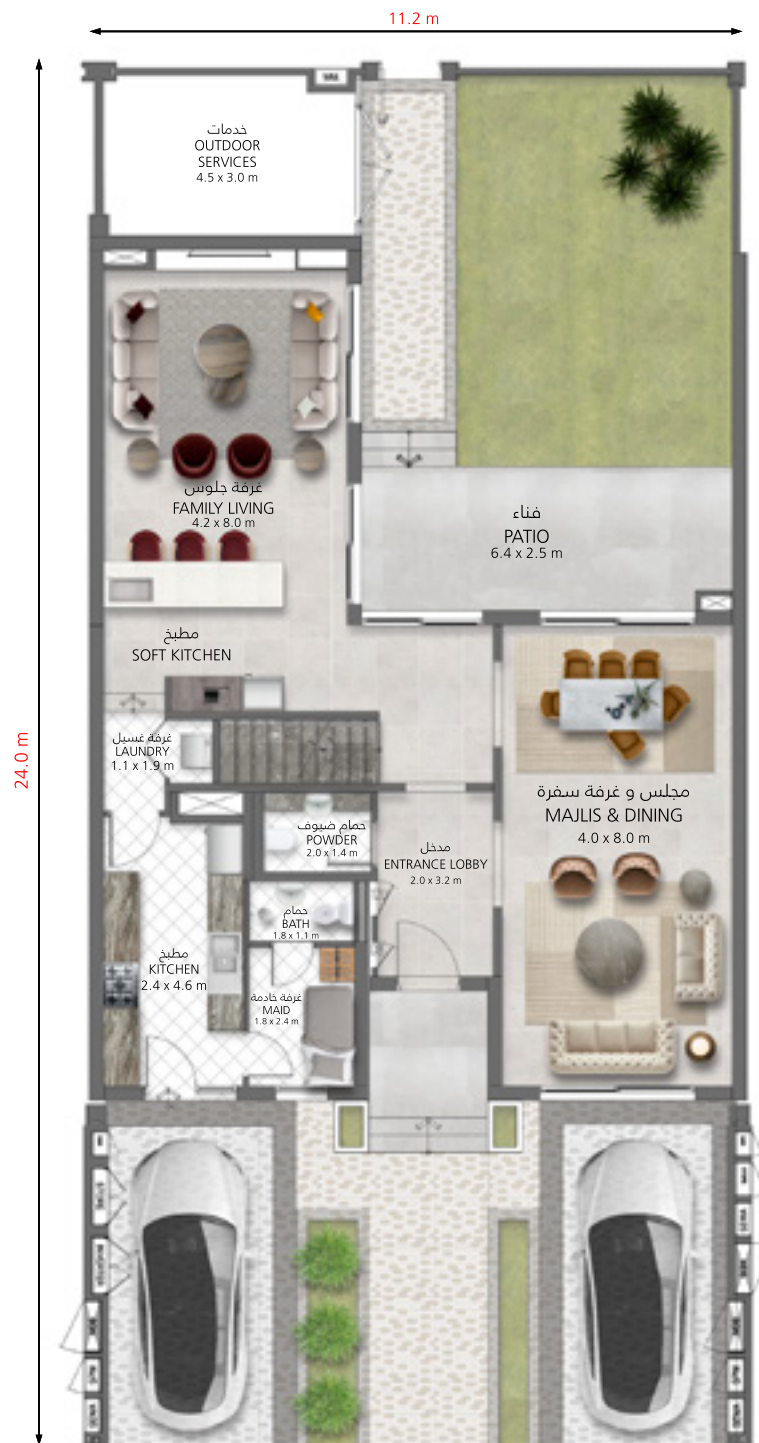 11.2 m
24.0 m
خدمات
OUTDOOR
SERVICES
4.5 x 3.0 m
غرفة جلوس
FAMILY LIVING
4.2 x 8.0 m
فناء
PATIO
6.4 x 2.5 m
مطبخ
SOFT KITCHEN
غرفة غسيل
LAUNDRY
1.1 x 1.9 m
مجلس و غرفة سفرة
MAJLIS & DINING
4.0 x 8.0 m
حمام ضيوف
POWDER
2.0 x 1.4 m
مدخل
ENTRANCE LOBBY
2.0 x 3.2 m
حمام
BATH
1.8 x 1.1 m
مطبخ
KITCHEN
2.4 x 4.6 m
غرفة خادمة
MAID
1.8 x 2.4 m